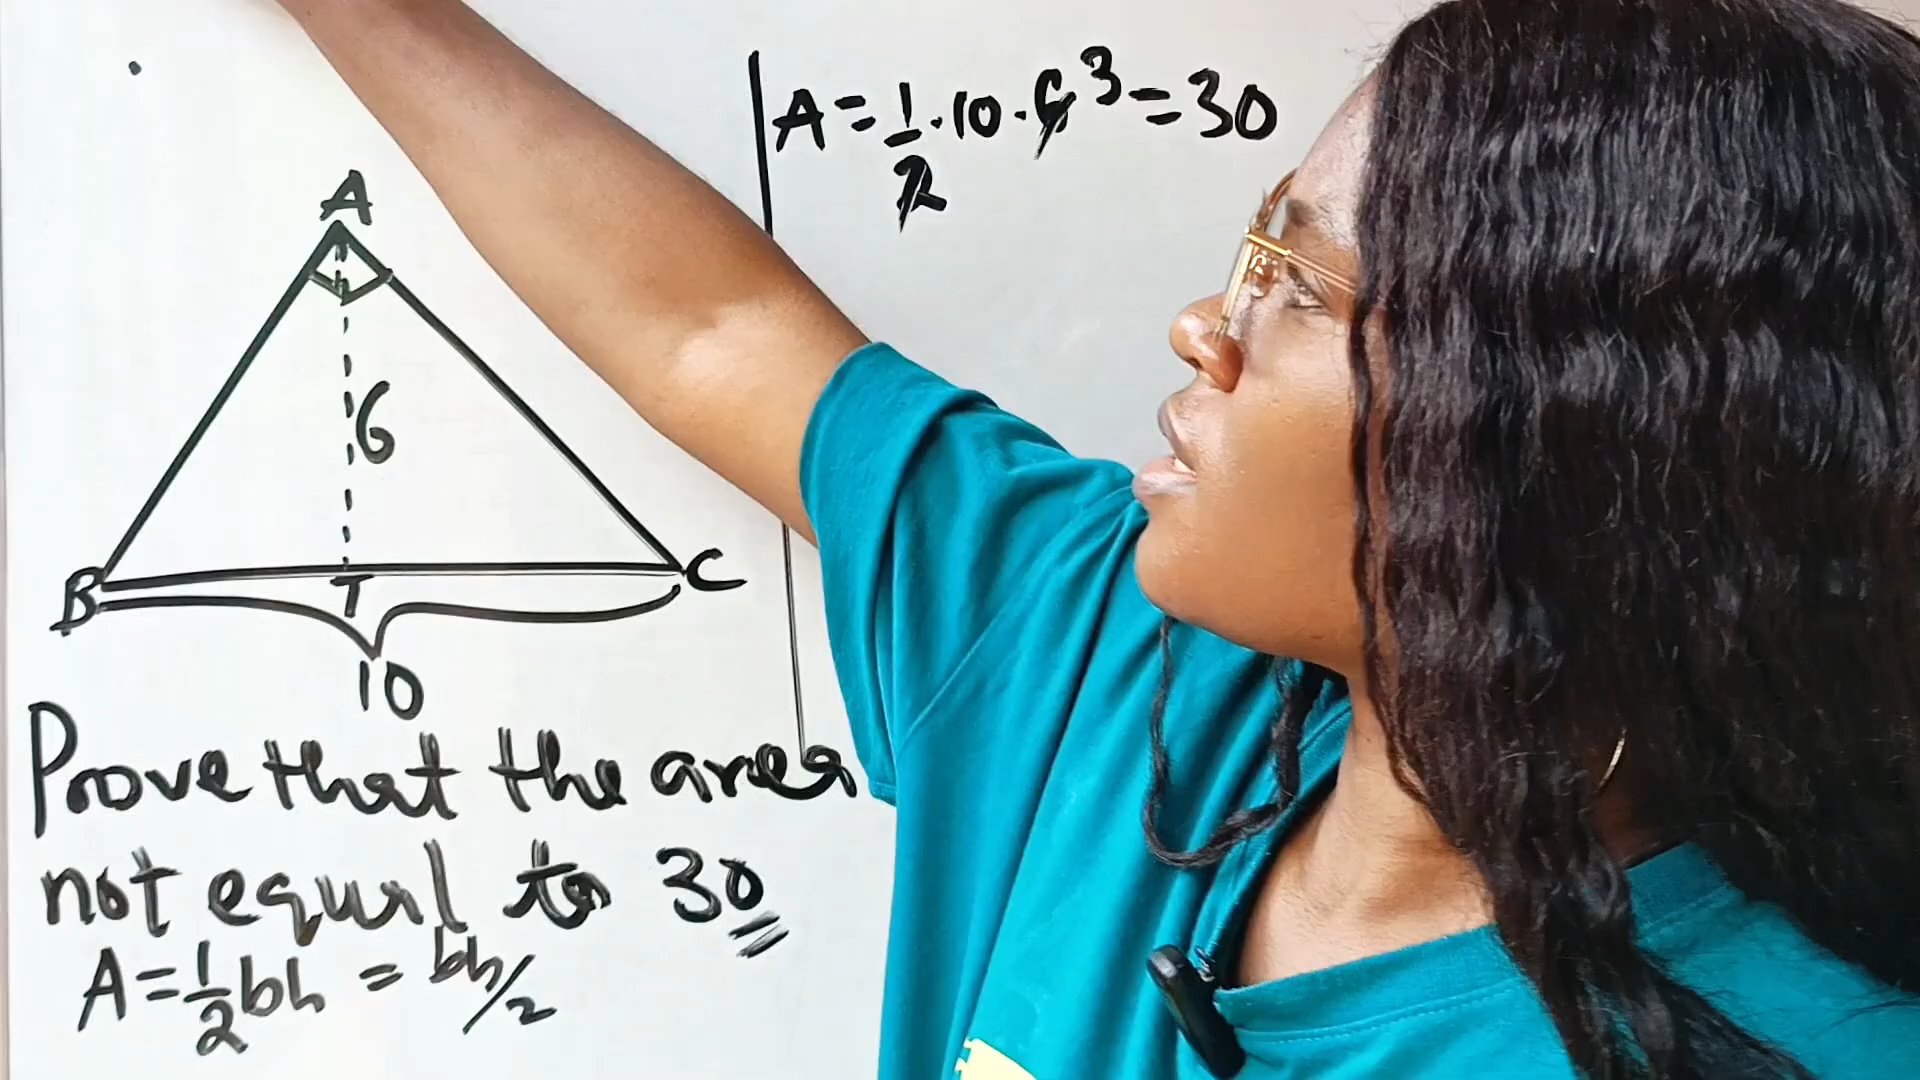 A
6
B
T
C
10
Prove that the area
not equal to 30
A = 1/2 bh = bh/2
A = 1/2 · 10 · 6 3 = 30